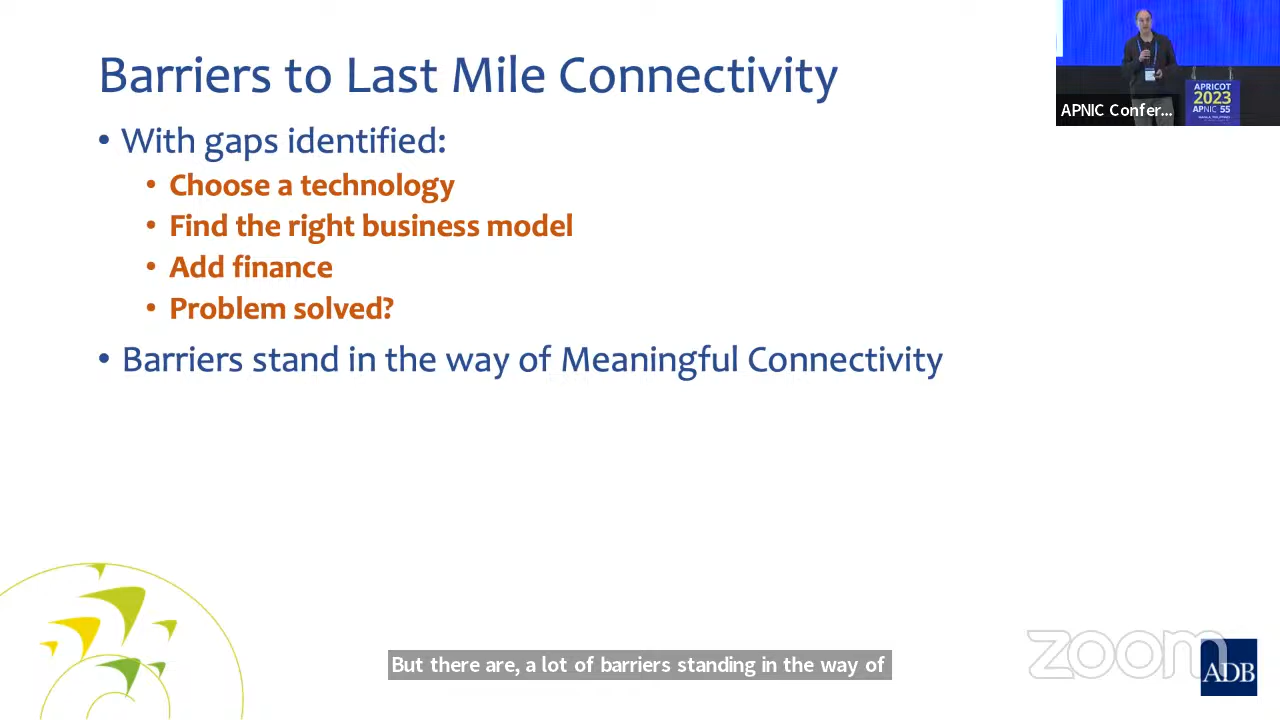 Barriers to Last Mile Connectivity
• With gaps identified:
• Choose a technology
• Find the right business model
• Add finance
• Problem solved?
• Barriers stand in the way of Meaningful Connectivity
APRICOT
2023
APNIC 55
APNIC Confer...
But there are, a lot of barriers standing in the way of
zoom
ADB